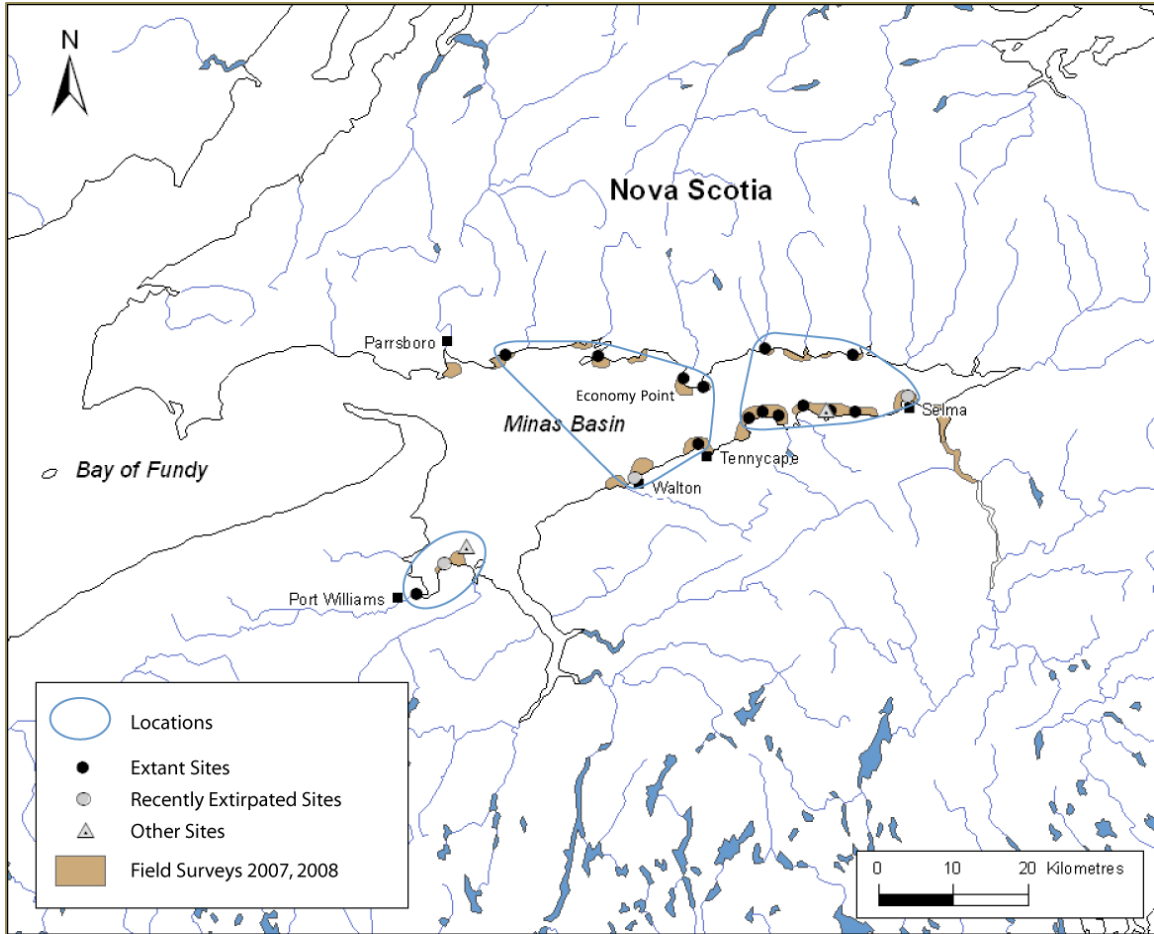 N
Nova Scotia
Parrsboro
Economy Point
Minas Basin
Selma
Bay of Fundy
Tennycape
Walton
Port Williams
Locations
Extant Sites
Recently Extirpated Sites
Other Sites
Field Surveys 2007, 2008
0 10 20 Kilometres